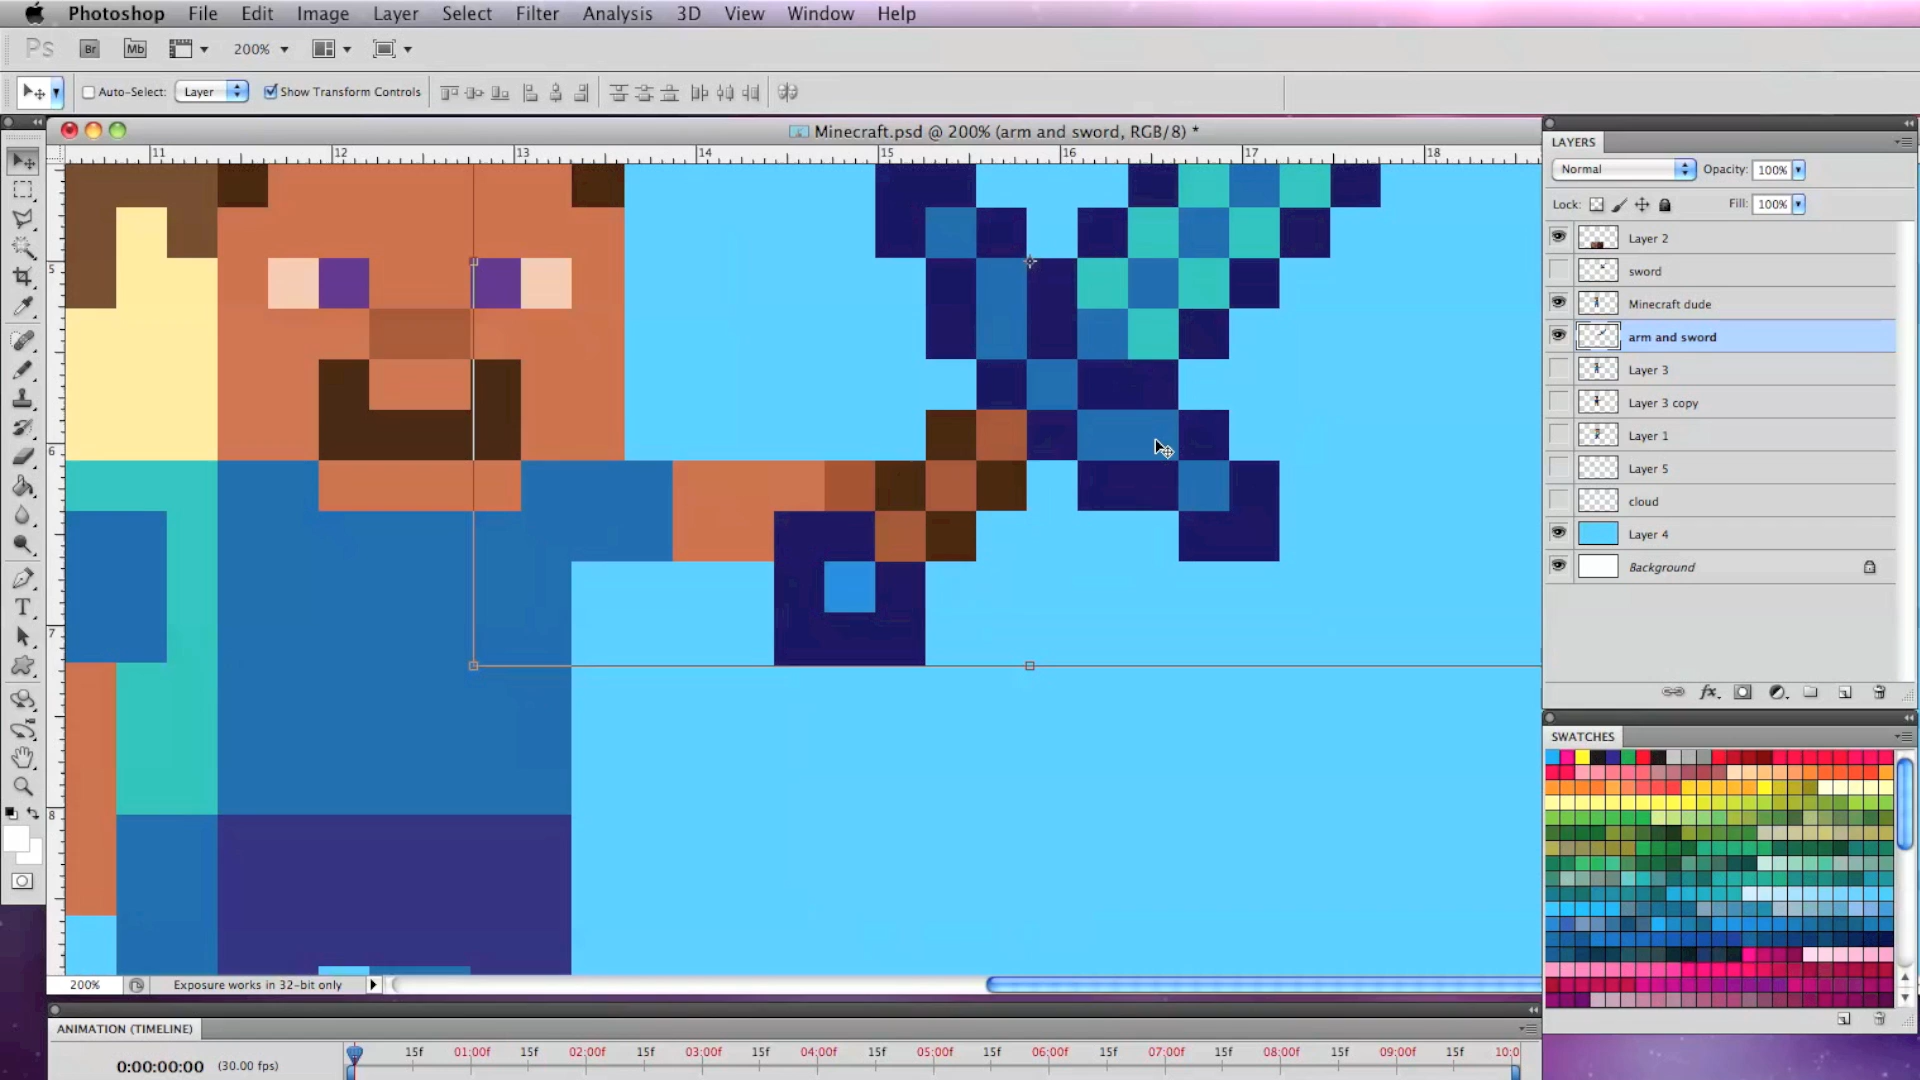 Photoshop File Edit Image Layer Select Filter Analysis 3D View Window Help
Ps Br Mb 200%
Auto-Select: Layer Show Transform Controls
Minecraft.psd @ 200% (arm and sword, RGB/8) *
11 12 13 14 15 16 17 18
5
6
7
8
LAYERS
Normal Opacity: 100%
Lock: Fill: 100%
Layer 2
sword
Minecraft dude
arm and sword
Layer 3
Layer 3 copy
Layer 1
Layer 5
cloud
Layer 4
Background
fx
SWATCHES
T
200% Exposure works in 32-bit only
ANIMATION (TIMELINE)
0:00:00:00 (30.00 fps)
15f 01:00f 15f 02:00f 15f 03:00f 15f 04:00f 15f 05:00f 15f 06:00f 15f 07:00f 15f 08:00f 15f 09:00f 15f 10:0